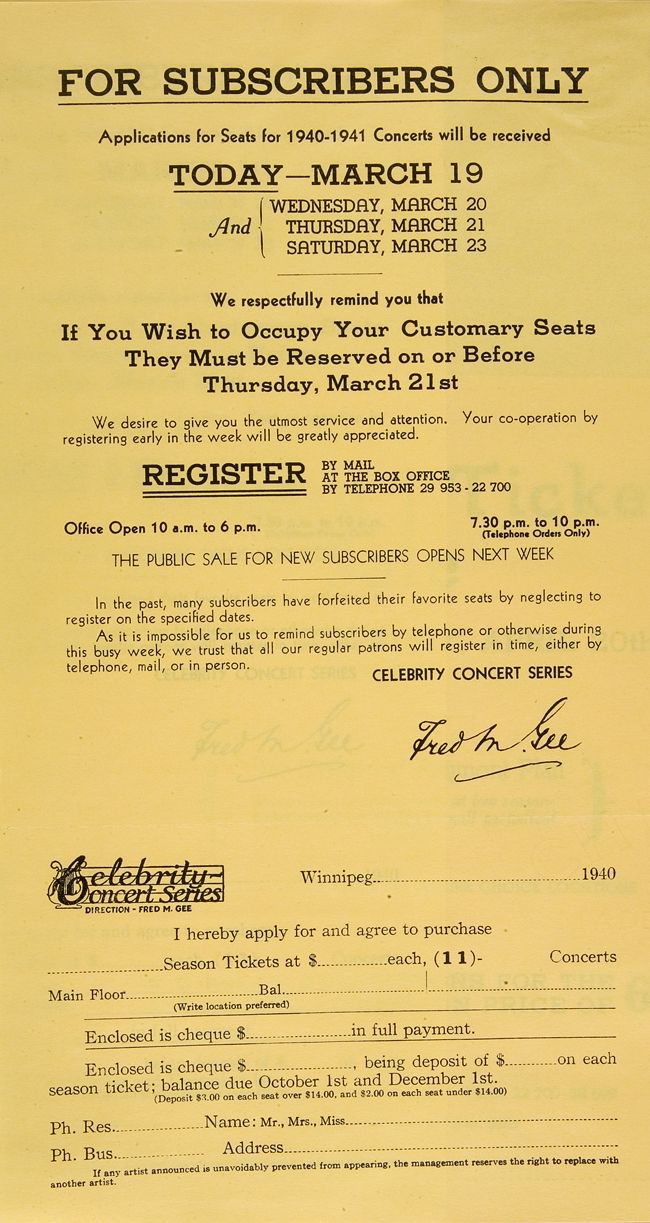 FOR SUBSCRIBERS ONLY
Applications for Seats for 1940-1941 Concerts will be received
TODAY—MARCH 19
And
WEDNESDAY, MARCH 20
THURSDAY, MARCH 21
SATURDAY, MARCH 23
We respectfully remind you that
If You Wish to Occupy Your Customary Seats
They Must be Reserved on or Before
Thursday, March 21st
We desire to give you the utmost service and attention. Your co-operation by
registering early in the week will be greatly appreciated.
REGISTER
BY MAIL
AT THE BOX OFFICE
BY TELEPHONE 29 953 - 22 700
Office Open 10 a.m. to 6 p.m.
7.30 p.m. to 10 p.m.
(Telephone Orders Only)
THE PUBLIC SALE FOR NEW SUBSCRIBERS OPENS NEXT WEEK
In the past, many subscribers have forfeited their favorite seats by neglecting to
register on the specified dates.
As it is impossible for us to remind subscribers by telephone or otherwise during
this busy week, we trust that all our regular patrons will register in time, either by
telephone, mail, or in person.
CELEBRITY CONCERT SERIES
Fred M. Gee
Celebrity
Concert Series
DIRECTION - FRED M. GEE
Winnipeg..............................1940
I hereby apply for and agree to purchase
....................Season Tickets at $............each, (11)- Concerts
Main Floor....................Bal..............................
(Write location preferred)
Enclosed is cheque $....................in full payment.
Enclosed is cheque $...................., being deposit of $..........on each
season ticket; balance due October 1st and December 1st.
(Deposit $3.00 on each seat over $14.00, and $2.00 on each seat under $14.00)
Ph. Res...............Name: Mr., Mrs., Miss..............................
Ph. Bus............... Address..............................
If any artist announced is unavoidably prevented from appearing, the management reserves the right to replace with
another artist.